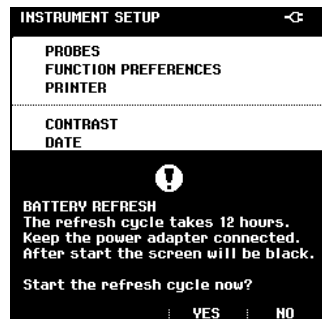 INSTRUMENT SETUP
PROBES
FUNCTION PREFERENCES
PRINTER
CONTRAST
DATE
BATTERY REFRESH
The refresh cycle takes 12 hours.
Keep the power adapter connected.
After start the screen will be black.
Start the refresh cycle now?
YES NO